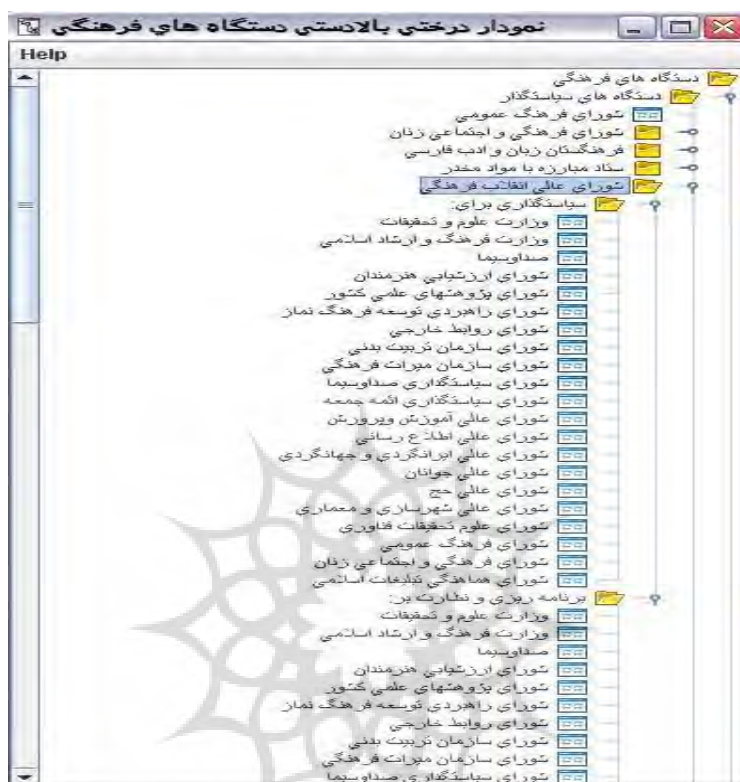 نمودار درختي بالادستي دستگاه هاي فرهنگي
Help
دستگاه هاي فرهنگي
دستگاه هاي سياستگذار
شوراي فرهنگ عمومي
شوراي فرهنگي و اجتماعي زنان
فرهنگستان زبان و ادب فارسي
ستاد مبارزه با مواد مخدر
شوراي عالي انقلاب فرهنگي
سياستگذاري براي:
وزارت علوم و تحقيقات
وزارت فرهنگ و ارشاد اسلامي
صداوسيما
شوراي ارزشيابي هنرمندان
شوراي پژوهشهاي علمي كشور
شوراي راهبردي توسعه فرهنگ نماز
شوراي روابط خارجي
شوراي سازمان تربيت بدني
شوراي سازمان ميراث فرهنگي
شوراي سياستگذاري صداوسيما
شوراي سياستگذاري ائمه جمعه
شوراي عالي آموزش وپرورش
شوراي عالي اطلاع رساني
شوراي عالي ايرانگردي و جهانگردي
شوراي عالي جوانان
شوراي عالي حج
شوراي عالي شهرسازي و معماري
شوراي علوم تحقيقات فناوري
شوراي فرهنگ عمومي
شوراي فرهنگي و اجتماعي زنان
شوراي هماهنگي تبليغات اسلامي
برنامه ريزي و نظارت بر:
وزارت علوم و تحقيقات
وزارت فرهنگ و ارشاد اسلامي
صداوسيما
شوراي ارزشيابي هنرمندان
شوراي پژوهشهاي علمي كشور
شوراي راهبردي توسعه فرهنگ نماز
شوراي روابط خارجي
شوراي سازمان تربيت بدني
شوراي سازمان ميراث فرهنگي
شوراي سياستگذاري صداوسيما